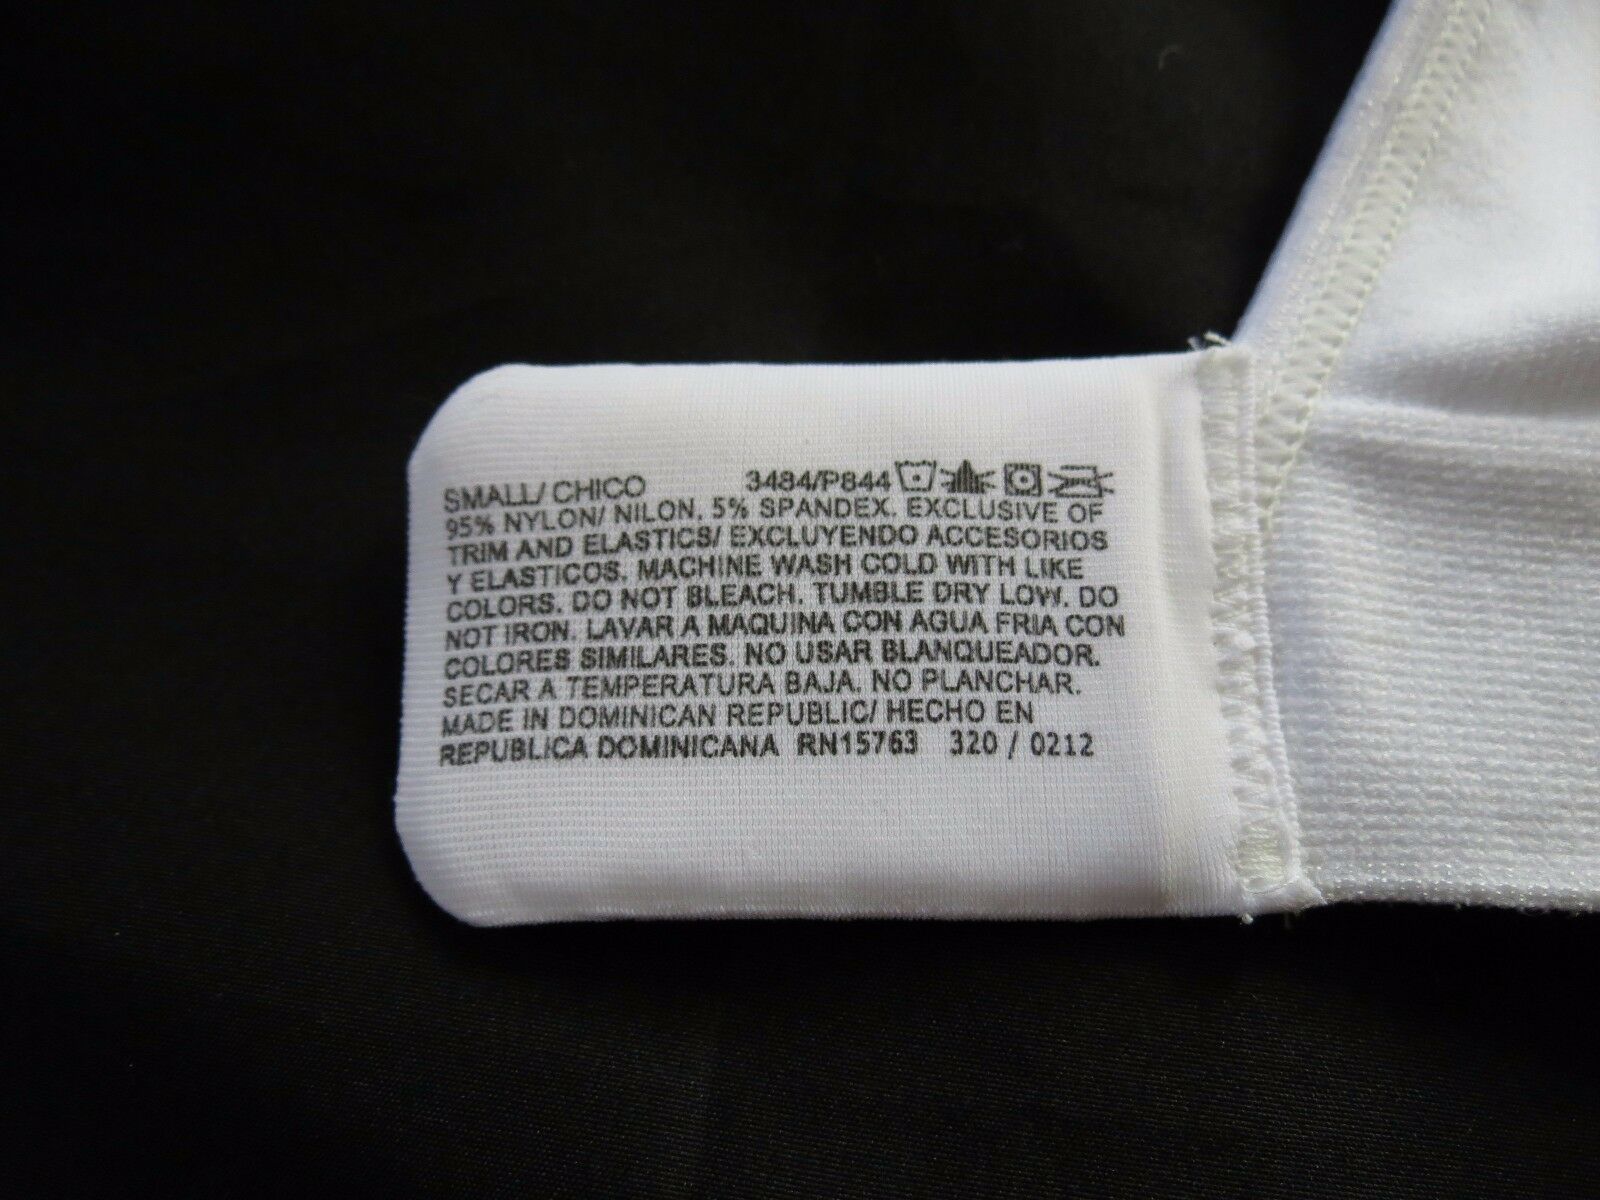 SMALL/ CHICO 3484/P844
95% NYLON/ NILON. 5% SPANDEX. EXCLUSIVE OF
TRIM AND ELASTICS/ EXCLUYENDO ACCESORIOS
Y ELASTICOS. MACHINE WASH COLD WITH LIKE
COLORS. DO NOT BLEACH. TUMBLE DRY LOW. DO
NOT IRON. LAVAR A MAQUINA CON AGUA FRIA CON
COLORES SIMILARES. NO USAR BLANQUEADOR.
SECAR A TEMPERATURA BAJA. NO PLANCHAR.
MADE IN DOMINICAN REPUBLIC/ HECHO EN
REPUBLICA DOMINICANA RN15763 320 / 0212